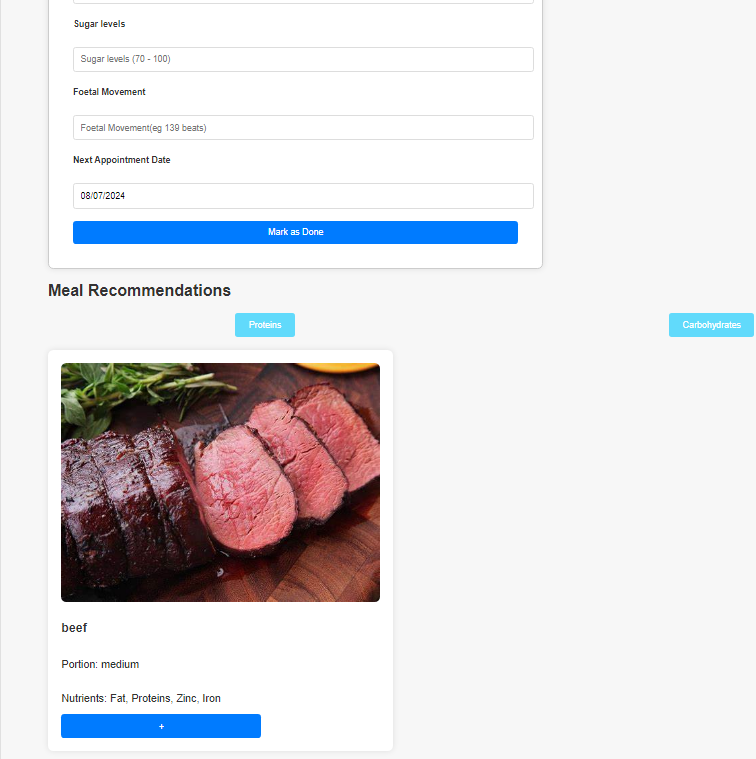 Sugar levels
Sugar levels (70 - 100)
Foetal Movement
Foetal Movement(eg 139 beats)
Next Appointment Date
08/07/2024
Mark as Done
Meal Recommendations
Proteins
Carbohydrates
beef
Portion: medium
Nutrients: Fat, Proteins, Zinc, Iron
+